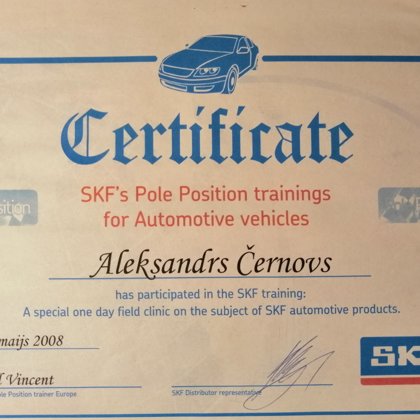 Certificate
SKF's Pole Position trainings
for Automotive vehicles
Aleksandrs Černovs
has participated in the SKF training:
A special one day field clinic on the subject of SKF automotive products.
maijs 2008
Vincent
Pole Position trainer Europe
SKF Distributor representative
SK